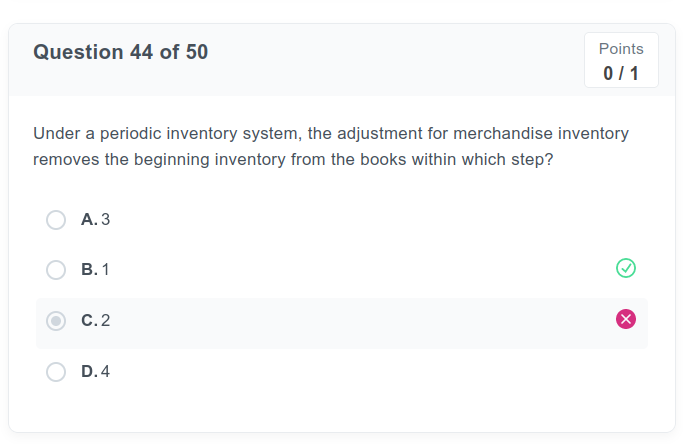 Question 44 of 50
Points
0 / 1
Under a periodic inventory system, the adjustment for merchandise inventory
removes the beginning inventory from the books within which step?
A. 3
B. 1
C. 2
D. 4